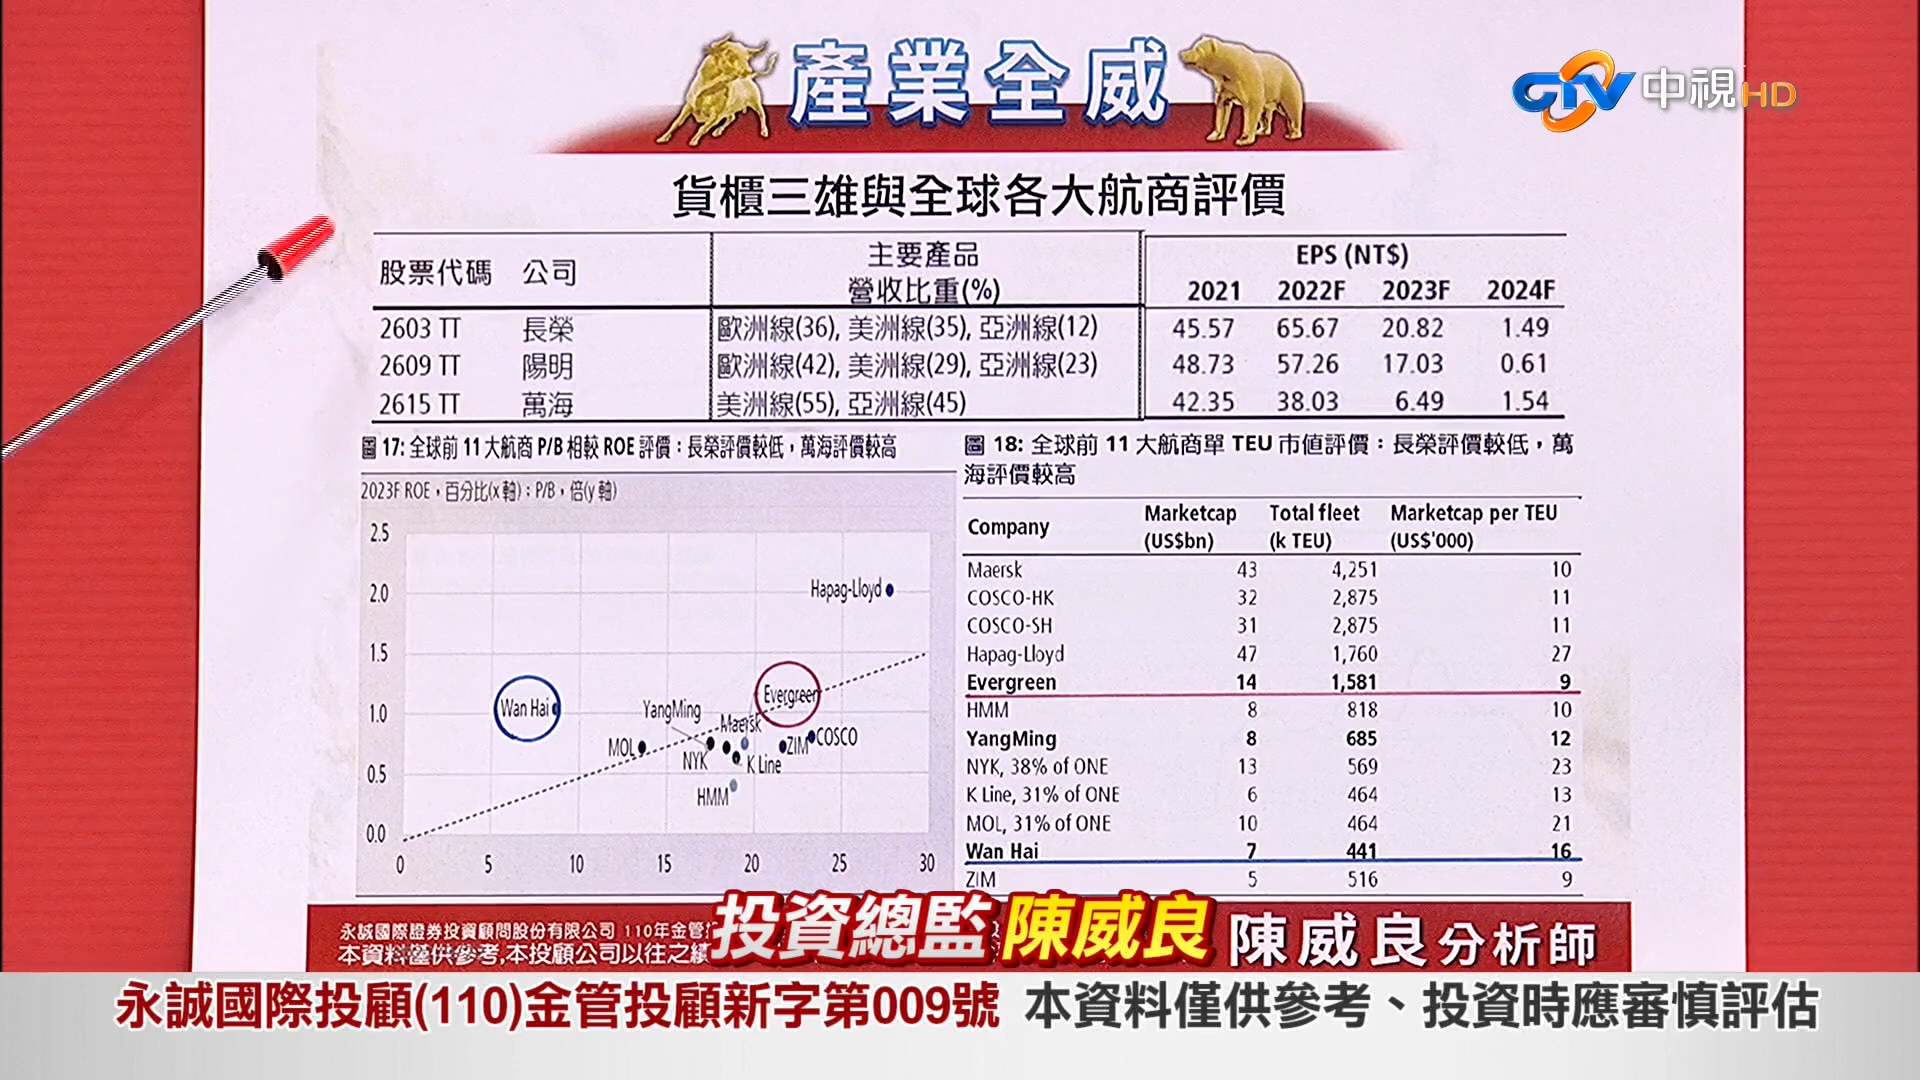 產業全威
CTV 中視HD
貨櫃三雄與全球各大航商評價
股票代碼 公司 主要產品 營收比重(%) EPS (NT$)
2021 2022F 2023F 2024F
2603 TT 長榮 歐洲線(36), 美洲線(35), 亞洲線(12) 45.57 65.67 20.82 1.49
2609 TT 陽明 歐洲線(42), 美洲線(29), 亞洲線(23) 48.73 57.26 17.03 0.61
2615 TT 萬海 美洲線(55), 亞洲線(45) 42.35 38.03 6.49 1.54
圖 17: 全球前 11 大航商 P/B 相較 ROE 評價：長榮評價較低，萬海評價較高
2023F ROE，百分比(x 軸)：P/B，倍(y 軸)
2.5
2.0
1.5
1.0
0.5
0.0
0 5 10 15 20 25 30
Hapag-Lloyd
Wan Hai
Evergreen
YangMing
Maersk
MOL
NYK
K Line
ZIM
COSCO
HMM
圖 18: 全球前 11 大航商單 TEU 市值評價：長榮評價較低，萬
海評價較高
Company Marketcap (US$bn) Total fleet (k TEU) Marketcap per TEU (US$'000)
Maersk 43 4,251 10
COSCO-HK 32 2,875 11
COSCO-SH 31 2,875 11
Hapag-Lloyd 47 1,760 27
Evergreen 14 1,581 9
HMM 8 818 10
YangMing 8 685 12
NYK, 38% of ONE 13 569 23
K Line, 31% of ONE 6 464 13
MOL, 31% of ONE 10 464 21
Wan Hai 7 441 16
ZIM 5 516 9
永誠國際證券投資顧問股份有限公司 110年金管
本資料僅供參考,本投顧公司以往之績
投資總監 陳威良
陳威良分析師
永誠國際投顧(110)金管投顧新字第009號 本資料僅供參考、投資時應審慎評估